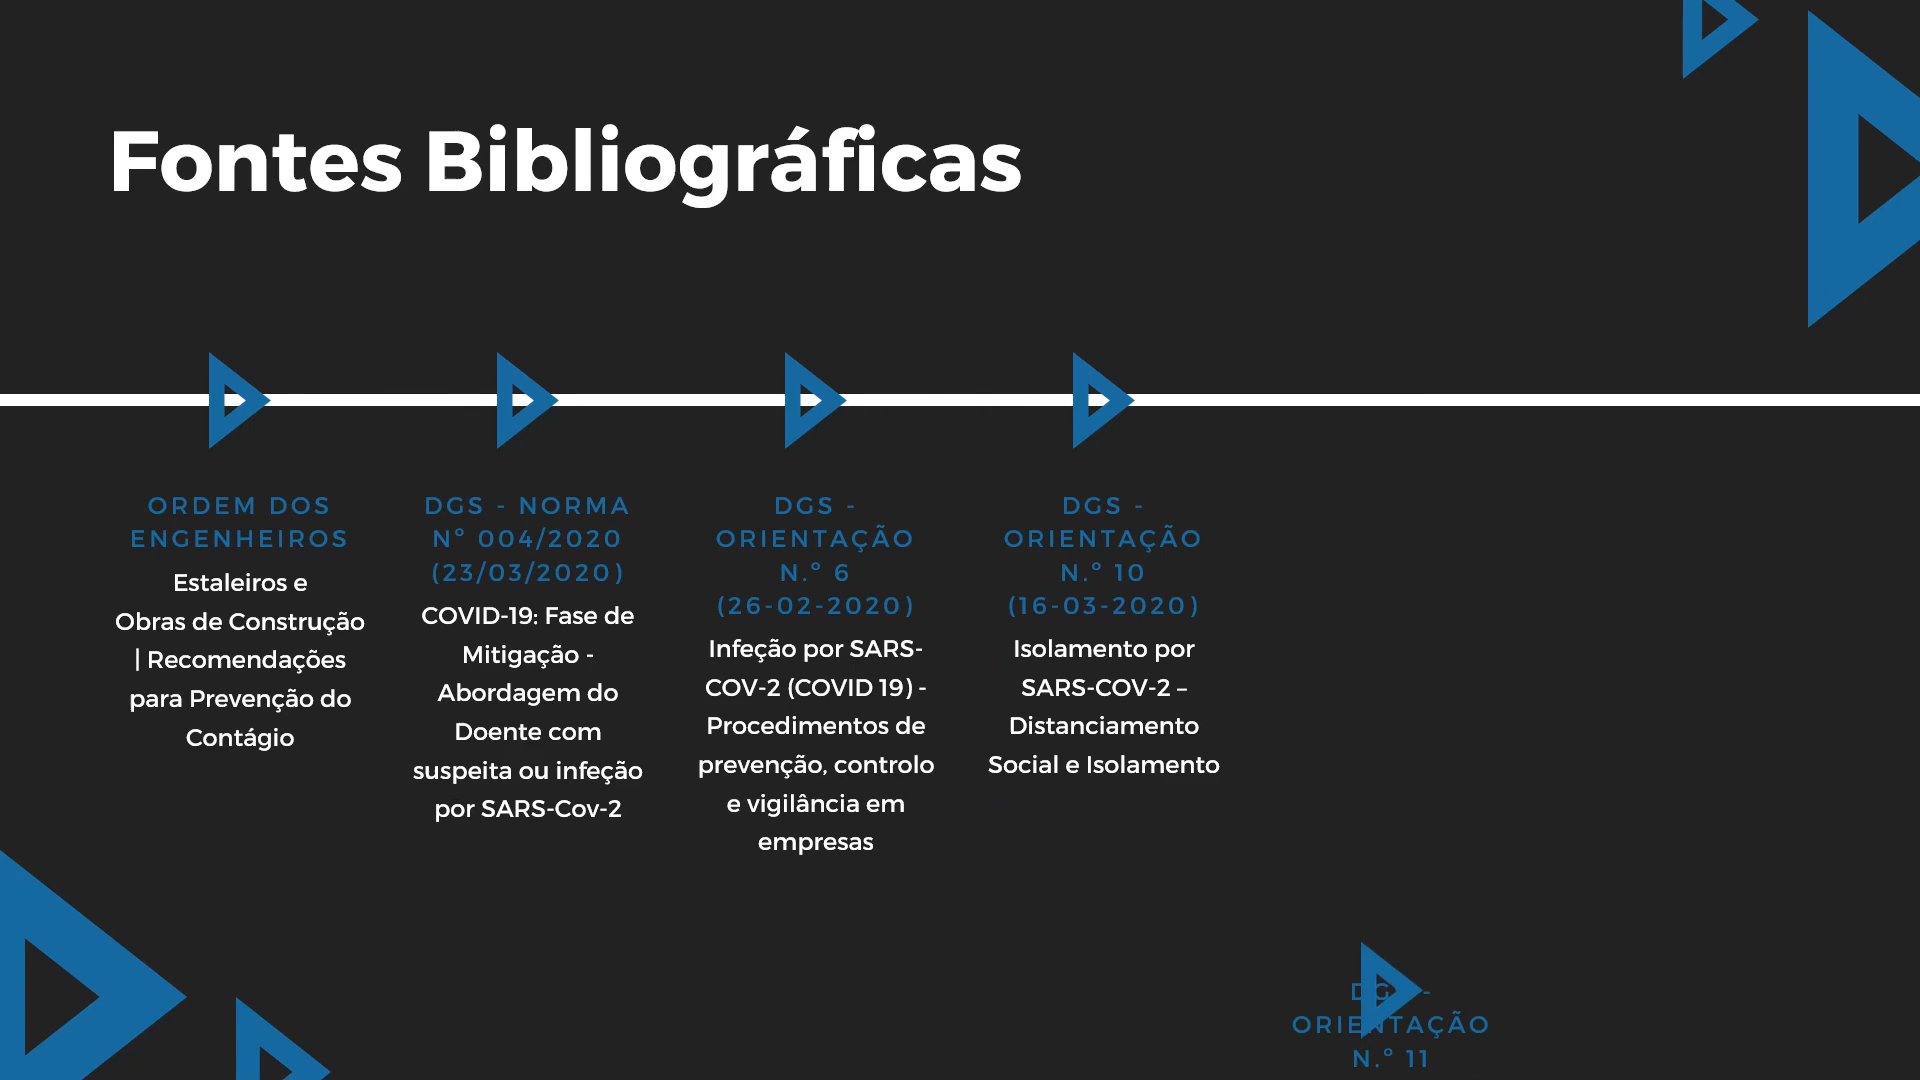 Fontes Bibliográficas
ORDEM DOS
ENGENHEIROS
Estaleiros e
Obras de Construção
| Recomendações
para Prevenção do
Contágio
DGS - NORMA
Nº 004/2020
(23/03/2020)
COVID-19: Fase de
Mitigação -
Abordagem do
Doente com
suspeita ou infeção
por SARS-Cov-2
DGS -
ORIENTAÇÃO
N.º 6
(26-02-2020)
Infeção por SARS-
COV-2 (COVID 19) -
Procedimentos de
prevenção, controlo
e vigilância em
empresas
DGS -
ORIENTAÇÃO
N.º 10
(16-03-2020)
Isolamento por
SARS-COV-2 –
Distanciamento
Social e Isolamento
DGS -
ORIENTAÇÃO
N.º 11